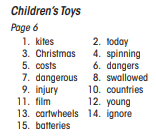 Children's Toys
Page 6
1. kites 2. today
3. Christmas 4. spinning
5. costs 6. dangers
7. dangerous 8. swallowed
9. injury 10. countries
11. film 12. young
13. cartwheels 14. ignore
15. batteries